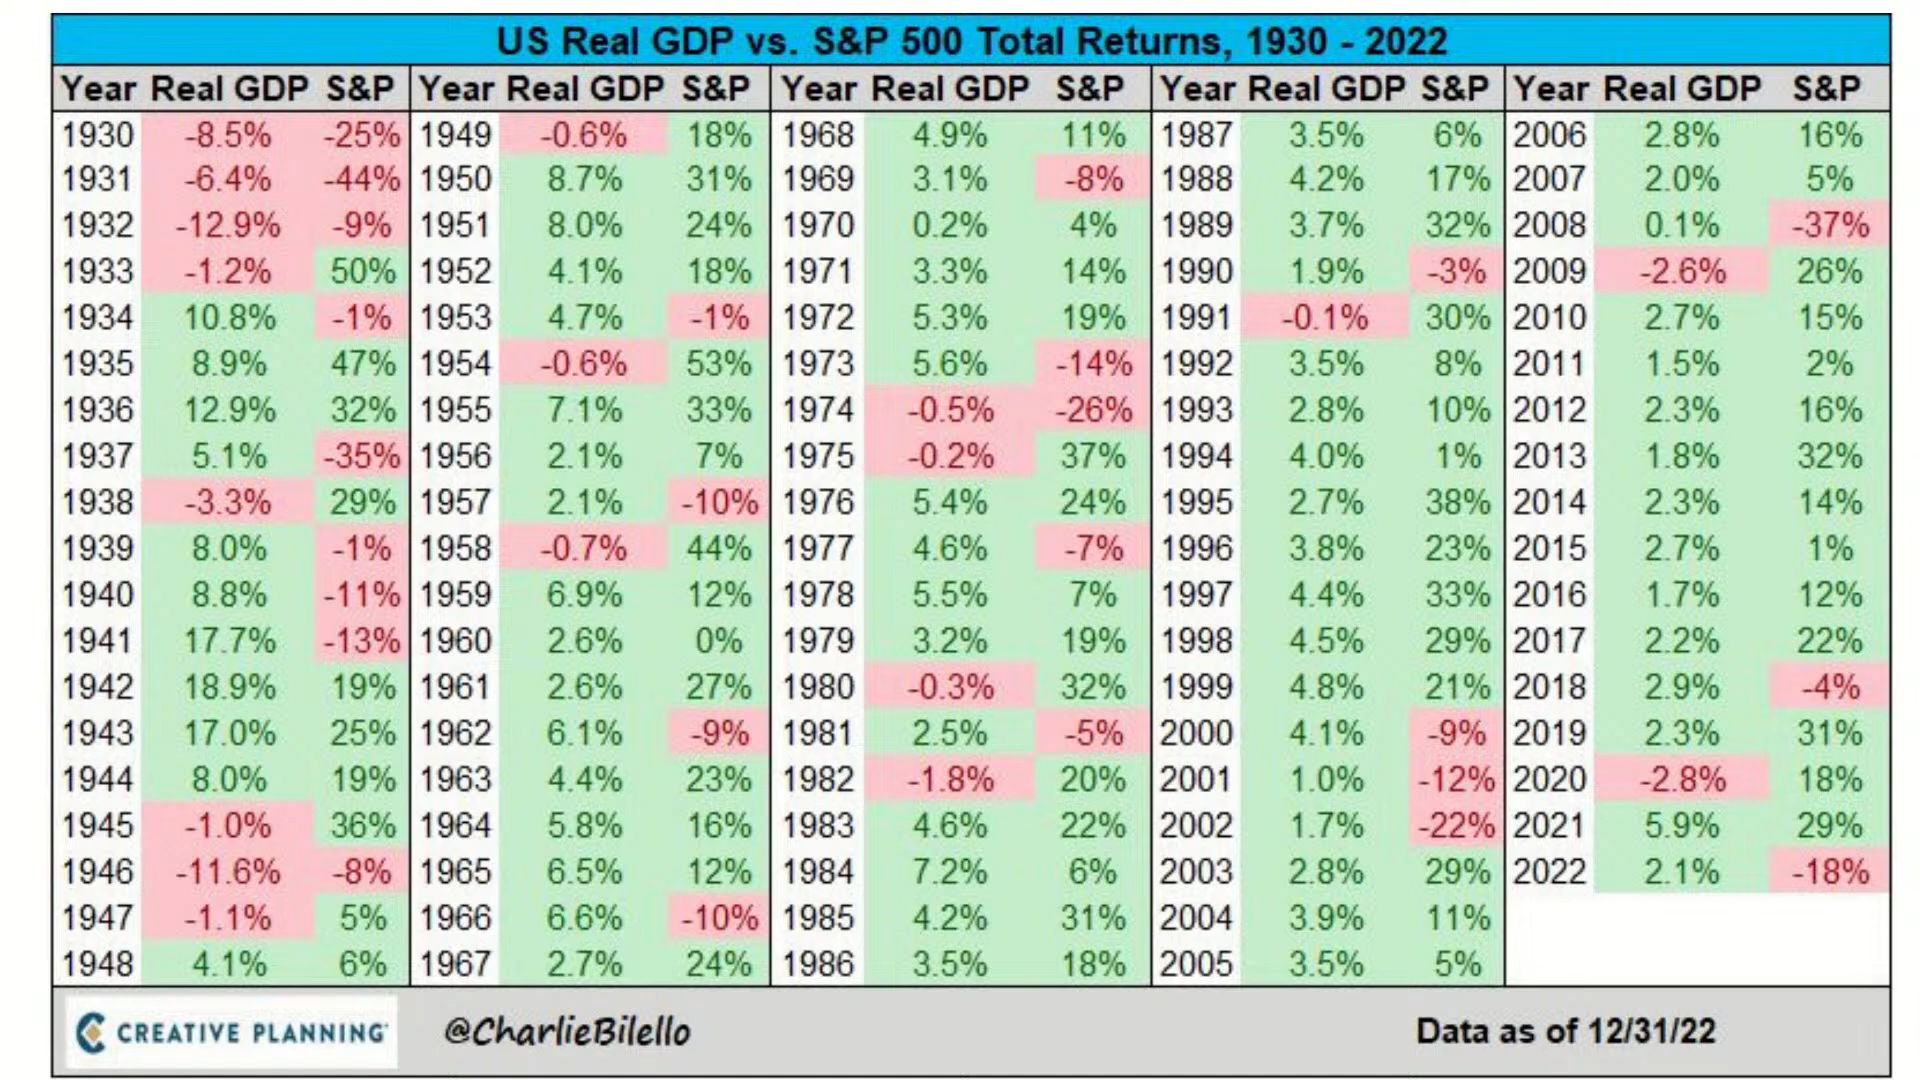 US Real GDP vs. S&P 500 Total Returns, 1930 - 2022
Year Real GDP S&P Year Real GDP S&P Year Real GDP S&P Year Real GDP S&P Year Real GDP S&P
1930 -8.5% -25% 1949 -0.6% 18% 1968 4.9% 11% 1987 3.5% 6% 2006 2.8% 16%
1931 -6.4% -44% 1950 8.7% 31% 1969 3.1% -8% 1988 4.2% 17% 2007 2.0% 5%
1932 -12.9% -9% 1951 8.0% 24% 1970 0.2% 4% 1989 3.7% 32% 2008 0.1% -37%
1933 -1.2% 50% 1952 4.1% 18% 1971 3.3% 14% 1990 1.9% -3% 2009 -2.6% 26%
1934 10.8% -1% 1953 4.7% -1% 1972 5.3% 19% 1991 -0.1% 30% 2010 2.7% 15%
1935 8.9% 47% 1954 -0.6% 53% 1973 5.6% -14% 1992 3.5% 8% 2011 1.5% 2%
1936 12.9% 32% 1955 7.1% 33% 1974 -0.5% -26% 1993 2.8% 10% 2012 2.3% 16%
1937 5.1% -35% 1956 2.1% 7% 1975 -0.2% 37% 1994 4.0% 1% 2013 1.8% 32%
1938 -3.3% 29% 1957 2.1% -10% 1976 5.4% 24% 1995 2.7% 38% 2014 2.3% 14%
1939 8.0% -1% 1958 -0.7% 44% 1977 4.6% -7% 1996 3.8% 23% 2015 2.7% 1%
1940 8.8% -11% 1959 6.9% 12% 1978 5.5% 7% 1997 4.4% 33% 2016 1.7% 12%
1941 17.7% -13% 1960 2.6% 0% 1979 3.2% 19% 1998 4.5% 29% 2017 2.2% 22%
1942 18.9% 19% 1961 2.6% 27% 1980 -0.3% 32% 1999 4.8% 21% 2018 2.9% -4%
1943 17.0% 25% 1962 6.1% -9% 1981 2.5% -5% 2000 4.1% -9% 2019 2.3% 31%
1944 8.0% 19% 1963 4.4% 23% 1982 -1.8% 20% 2001 1.0% -12% 2020 -2.8% 18%
1945 -1.0% 36% 1964 5.8% 16% 1983 4.6% 22% 2002 1.7% -22% 2021 5.9% 29%
1946 -11.6% -8% 1965 6.5% 12% 1984 7.2% 6% 2003 2.8% 29% 2022 2.1% -18%
1947 -1.1% 5% 1966 6.6% -10% 1985 4.2% 31% 2004 3.9% 11%
1948 4.1% 6% 1967 2.7% 24% 1986 3.5% 18% 2005 3.5% 5%
CREATIVE PLANNING @CharlieBilello Data as of 12/31/22